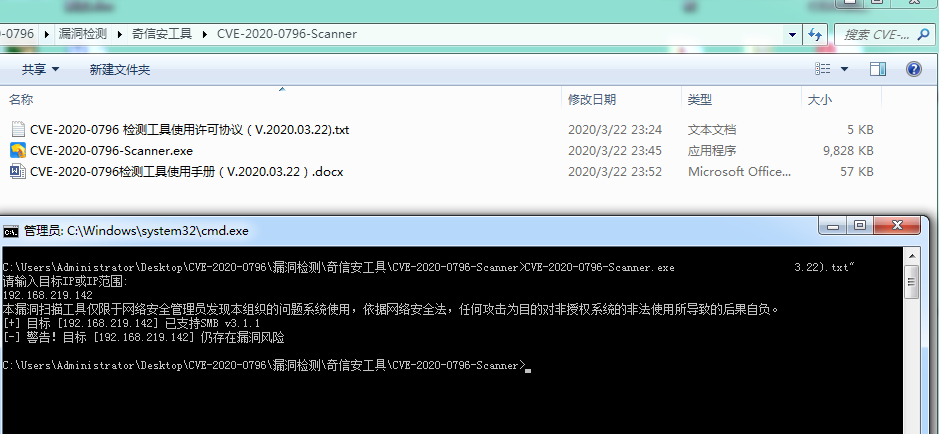 0-0796 ▸ 漏洞检测 ▸ 奇信安工具 ▸ CVE-2020-0796-Scanner
搜索 CVE-...
共享 新建文件夹
名称 修改日期 类型 大小
CVE-2020-0796 检测工具使用许可协议（V.2020.03.22).txt 2020/3/22 23:24 文本文档 5 KB
CVE-2020-0796-Scanner.exe 2020/3/22 23:45 应用程序 9,828 KB
CVE-2020-0796检测工具使用手册（V.2020.03.22）.docx 2020/3/22 23:52 Microsoft Office... 57 KB
管理员: C:\Windows\system32\cmd.exe
C:\Users\Administrator\Desktop\CVE-2020-0796\漏洞检测\奇信安工具\CVE-2020-0796-Scanner>CVE-2020-0796-Scanner.exe 3.22).txt"
请输入目标IP或IP范围:
192.168.219.142
本漏洞扫描工具仅限于网络安全管理员发现本组织的问题系统使用，依据网络安全法，任何攻击为目的对非授权系统的非法使用所导致的后果自负。
[+] 目标 [192.168.219.142] 已支持SMB v3.1.1
[-] 警告! 目标 [192.168.219.142] 仍存在漏洞风险
C:\Users\Administrator\Desktop\CVE-2020-0796\漏洞检测\奇信安工具\CVE-2020-0796-Scanner>